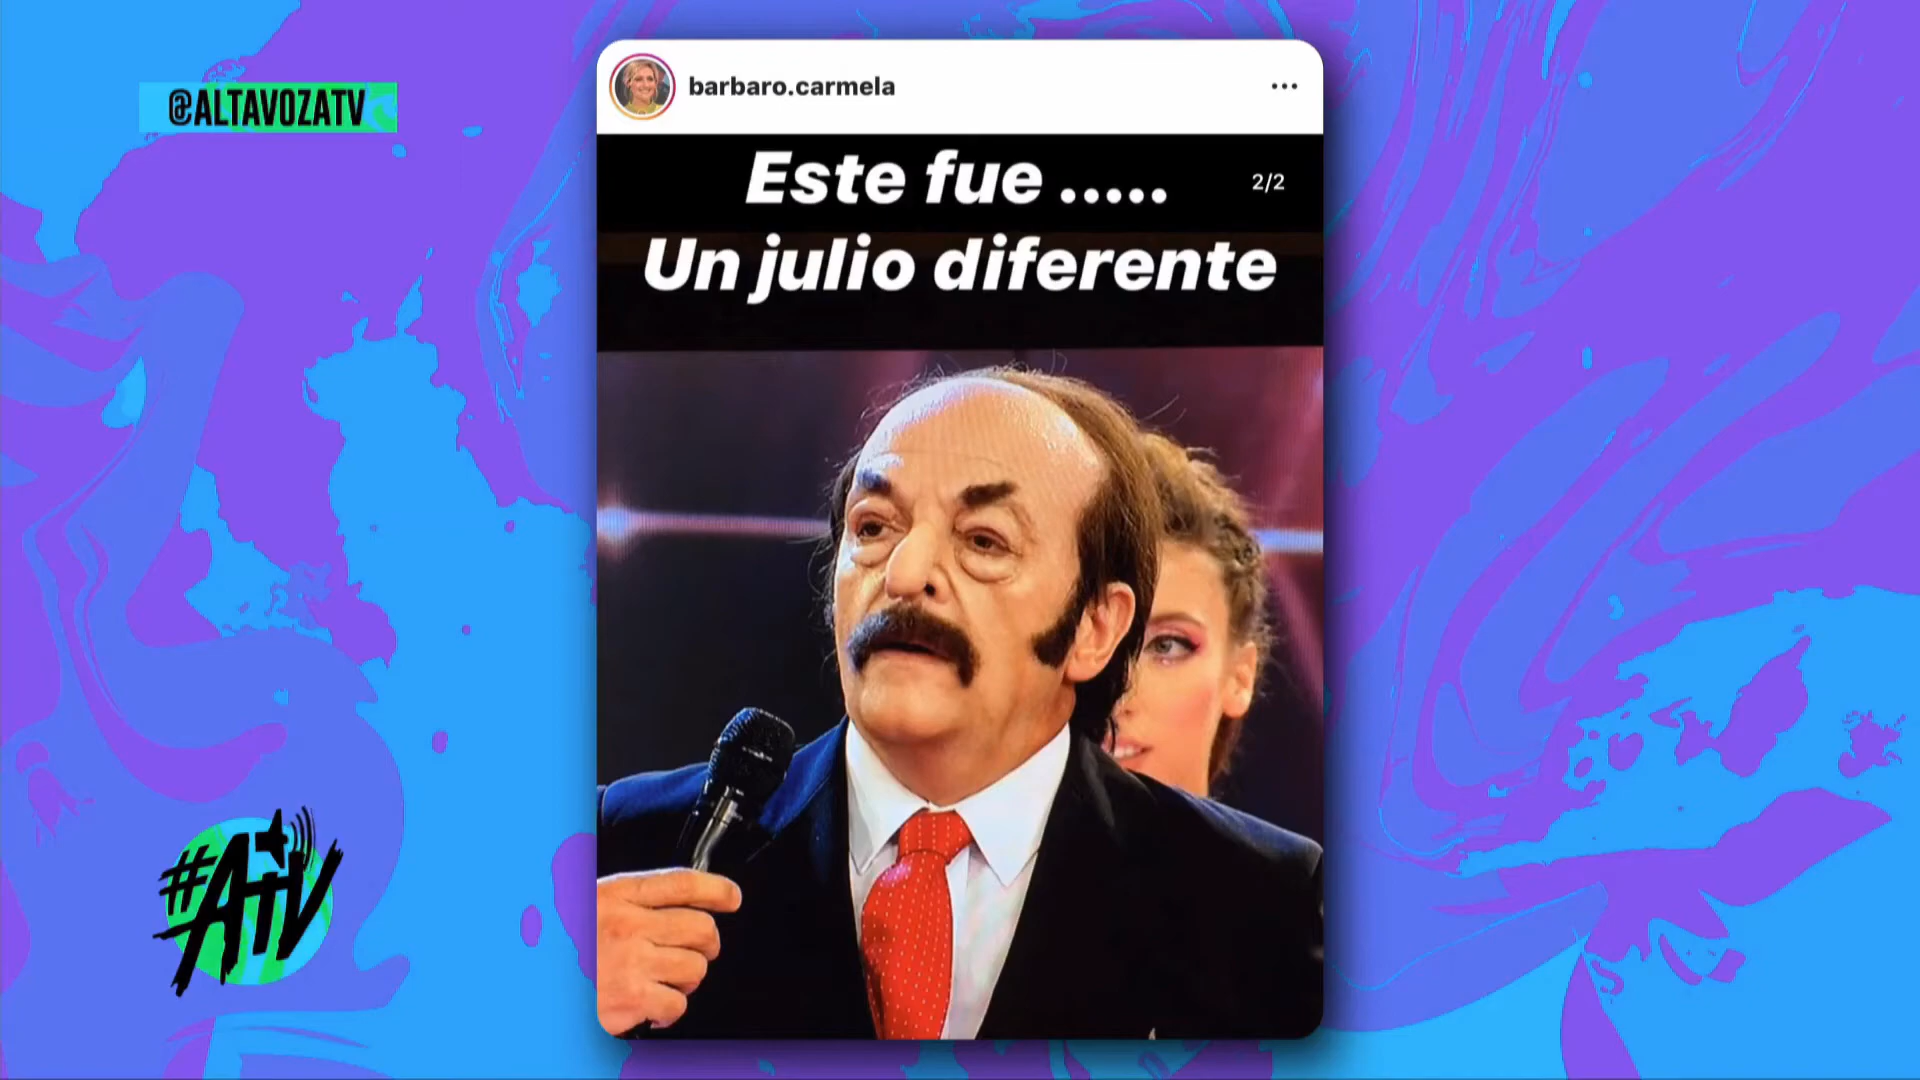 @ALTAVOZATV
barbaro.carmela
Este fue .....
2/2
Un julio diferente
#ATV